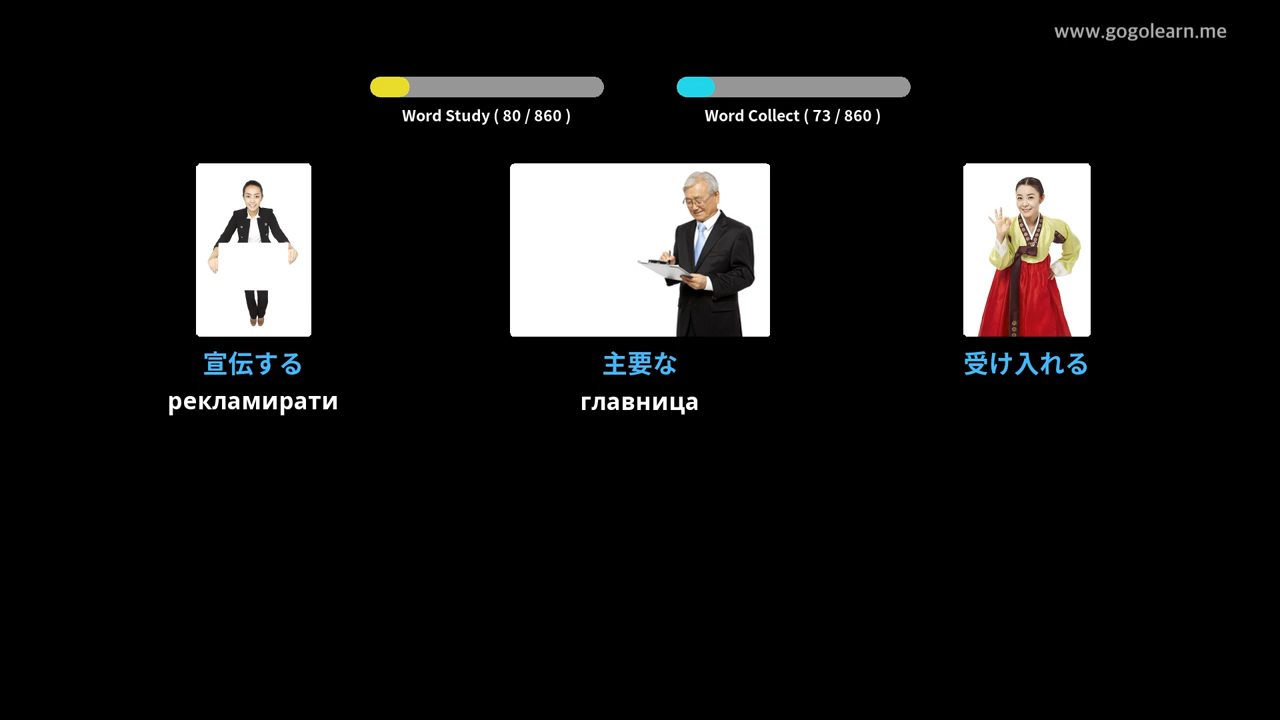 www.gogolearn.me
Word Study ( 80 / 860 )
Word Collect ( 73 / 860 )
宣伝する
主要な
受け入れる
рекламирати
главница